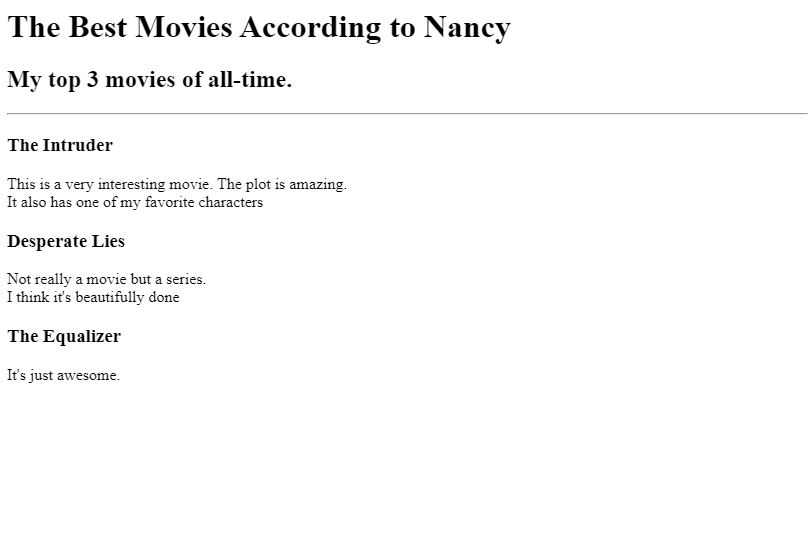 The Best Movies According to Nancy
My top 3 movies of all-time.
The Intruder
This is a very interesting movie. The plot is amazing.
It also has one of my favorite characters
Desperate Lies
Not really a movie but a series.
I think it's beautifully done
The Equalizer
It's just awesome.